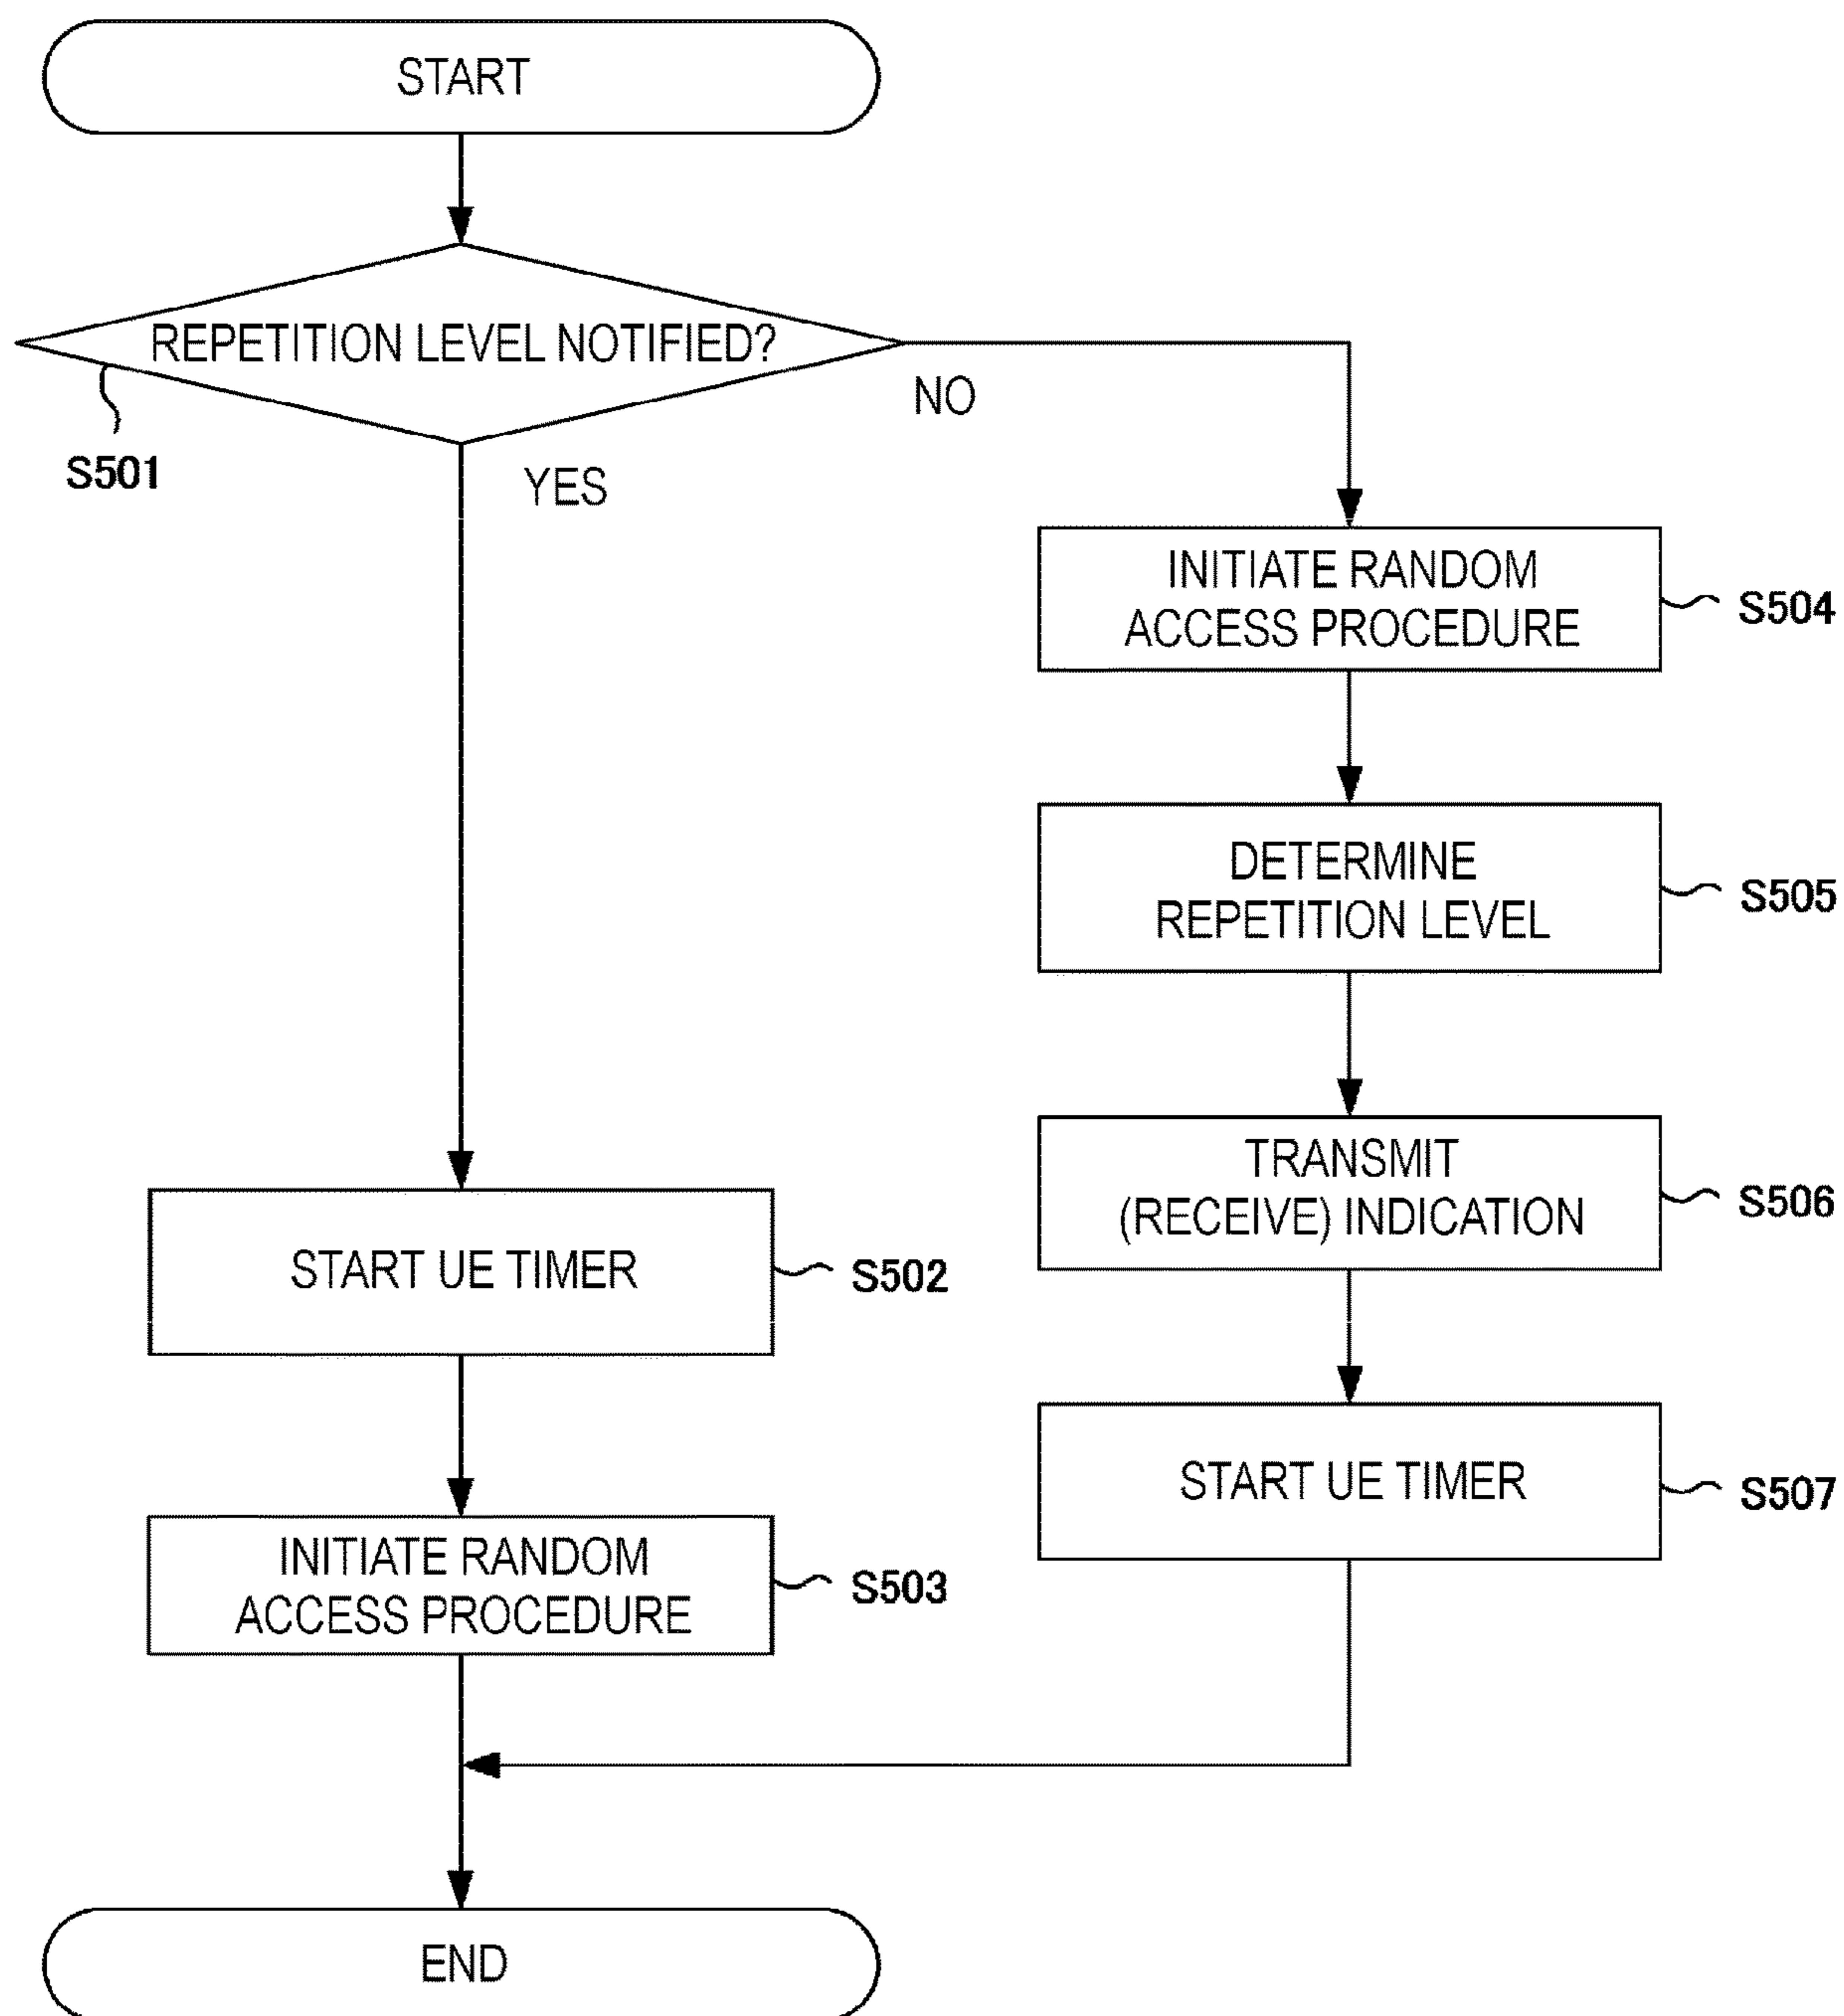 START
REPETITION LEVEL NOTIFIED?
NO
S501
YES
INITIATE RANDOM
ACCESS PROCEDURE
S504
DETERMINE
REPETITION LEVEL
S505
TRANSMIT
(RECEIVE) INDICATION
S506
START UE TIMER
S502
START UE TIMER
S507
INITIATE RANDOM
ACCESS PROCEDURE
S503
END